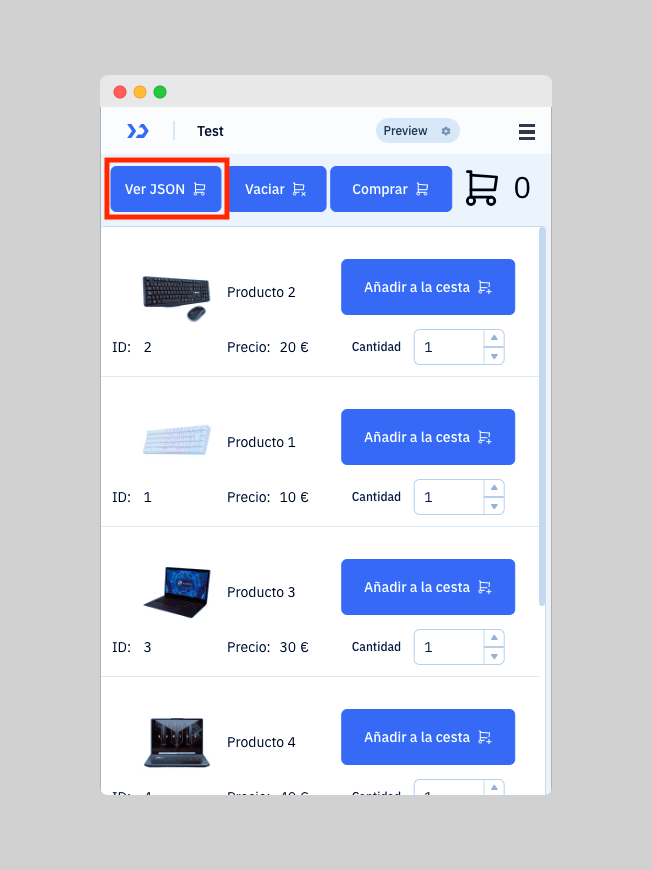 Test
Preview
Ver JSON
Vaciar
Comprar
0
Producto 2
Añadir a la cesta
ID: 2
Precio: 20 €
Cantidad
1
Producto 1
Añadir a la cesta
ID: 1
Precio: 10 €
Cantidad
1
Producto 3
Añadir a la cesta
ID: 3
Precio: 30 €
Cantidad
1
Producto 4
Añadir a la cesta